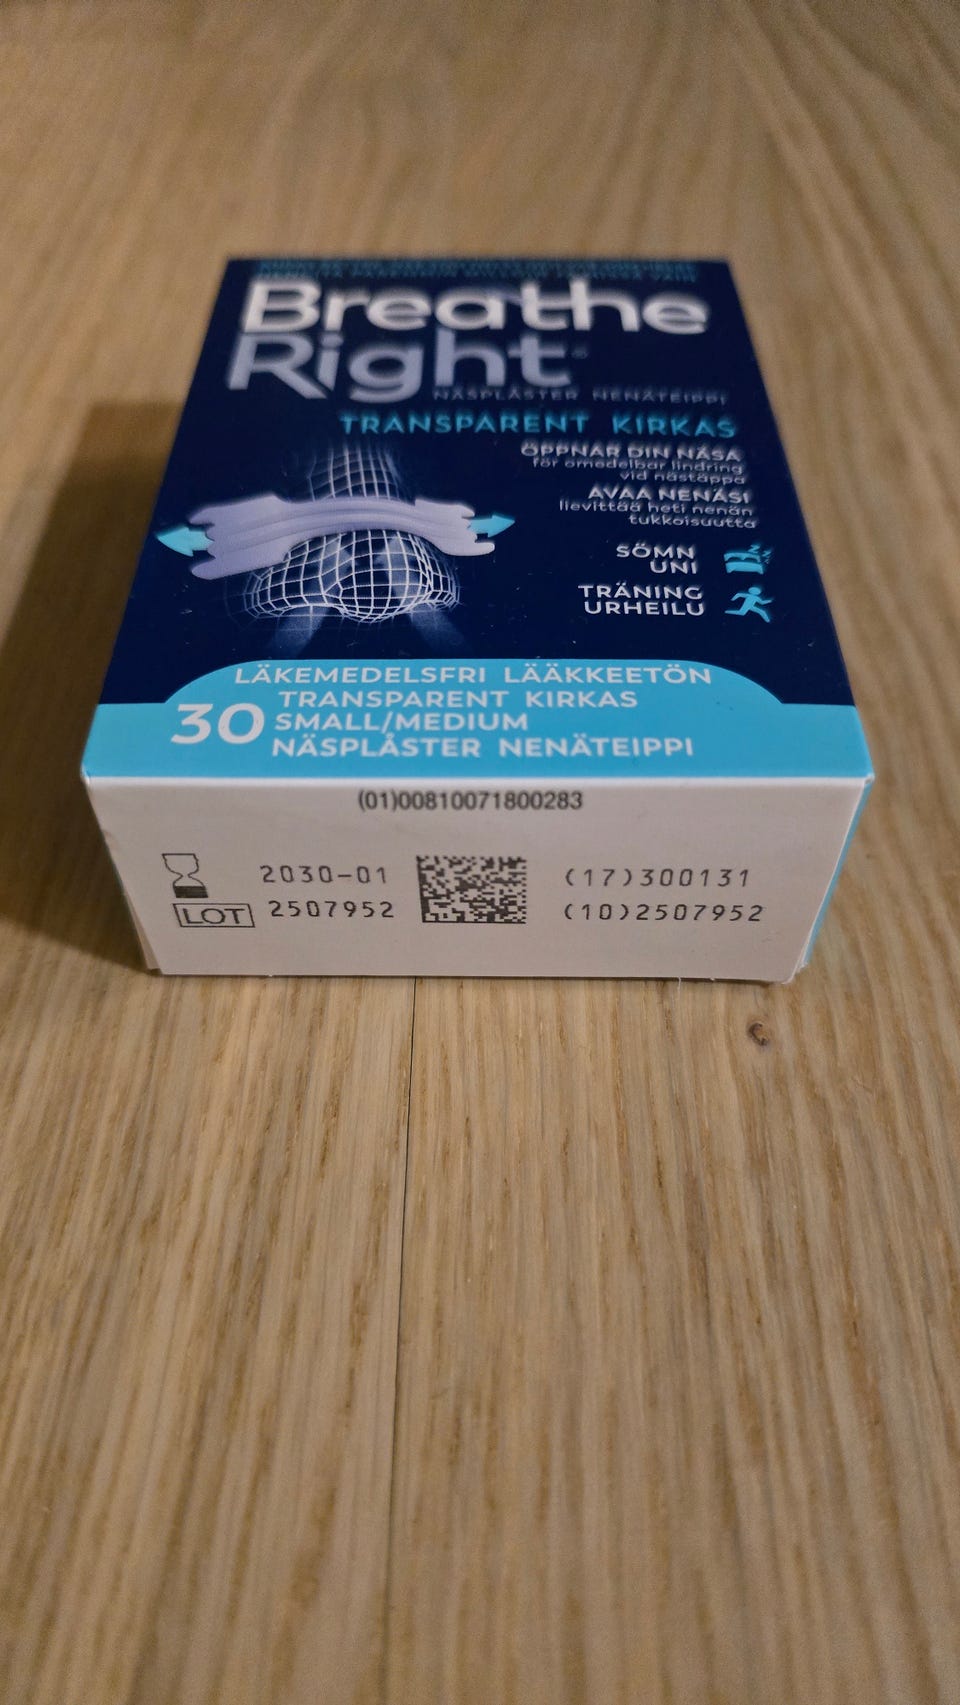 Breathe
Right®
NÄSPLÅSTER NENÄTEIPPI
TRANSPARENT KIRKAS
ÖPPNAR DIN NÄSA
för omedelbar lindring
vid nästäppa
AVAA NENÄSI
lievittää heti nenän
tukkoisuutta
SÖMN
UNI
TRÄNING
URHEILU
LÄKEMEDELSFRI LÄÄKKEETÖN
30 TRANSPARENT KIRKAS
SMALL/MEDIUM
NÄSPLÅSTER NENÄTEIPPI
(01)00810071800283
2030-01
LOT 2507952
(17)300131
(10)2507952